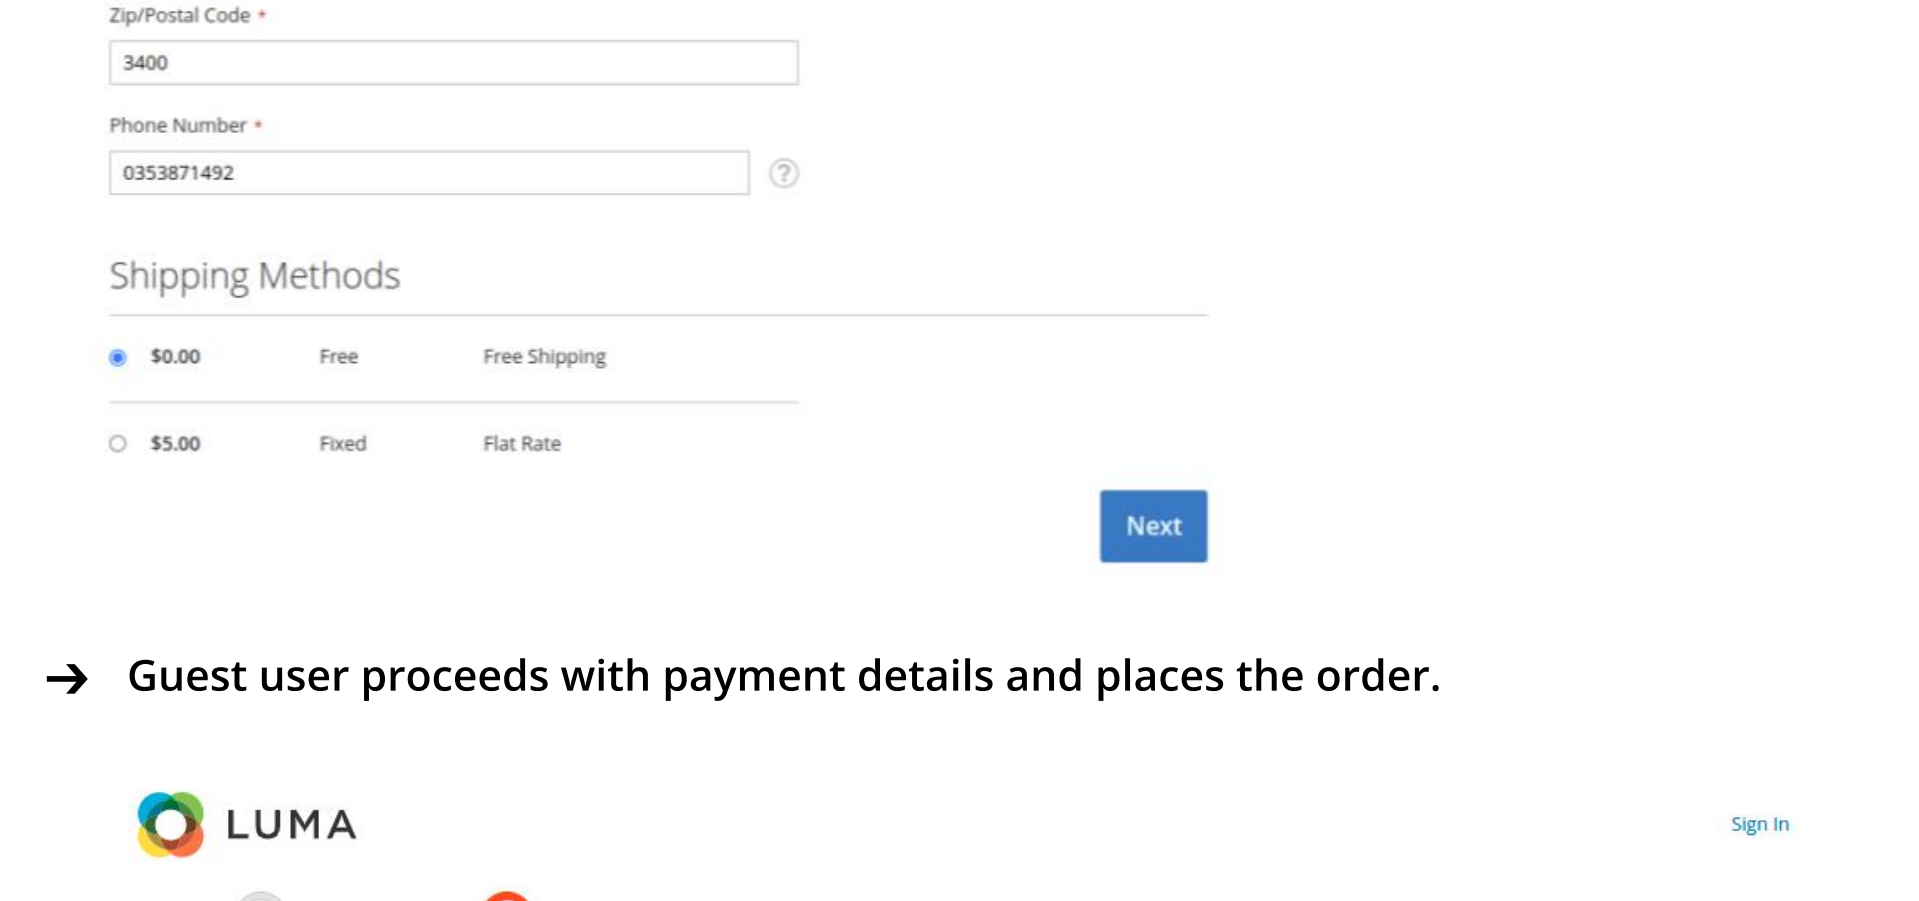 Zip/Postal Code *
3400
Phone Number *
0353871492
?
Shipping Methods
$0.00 Free Free Shipping
$5.00 Fixed Flat Rate
Next
→ Guest user proceeds with payment details and places the order.
LUMA
Sign In